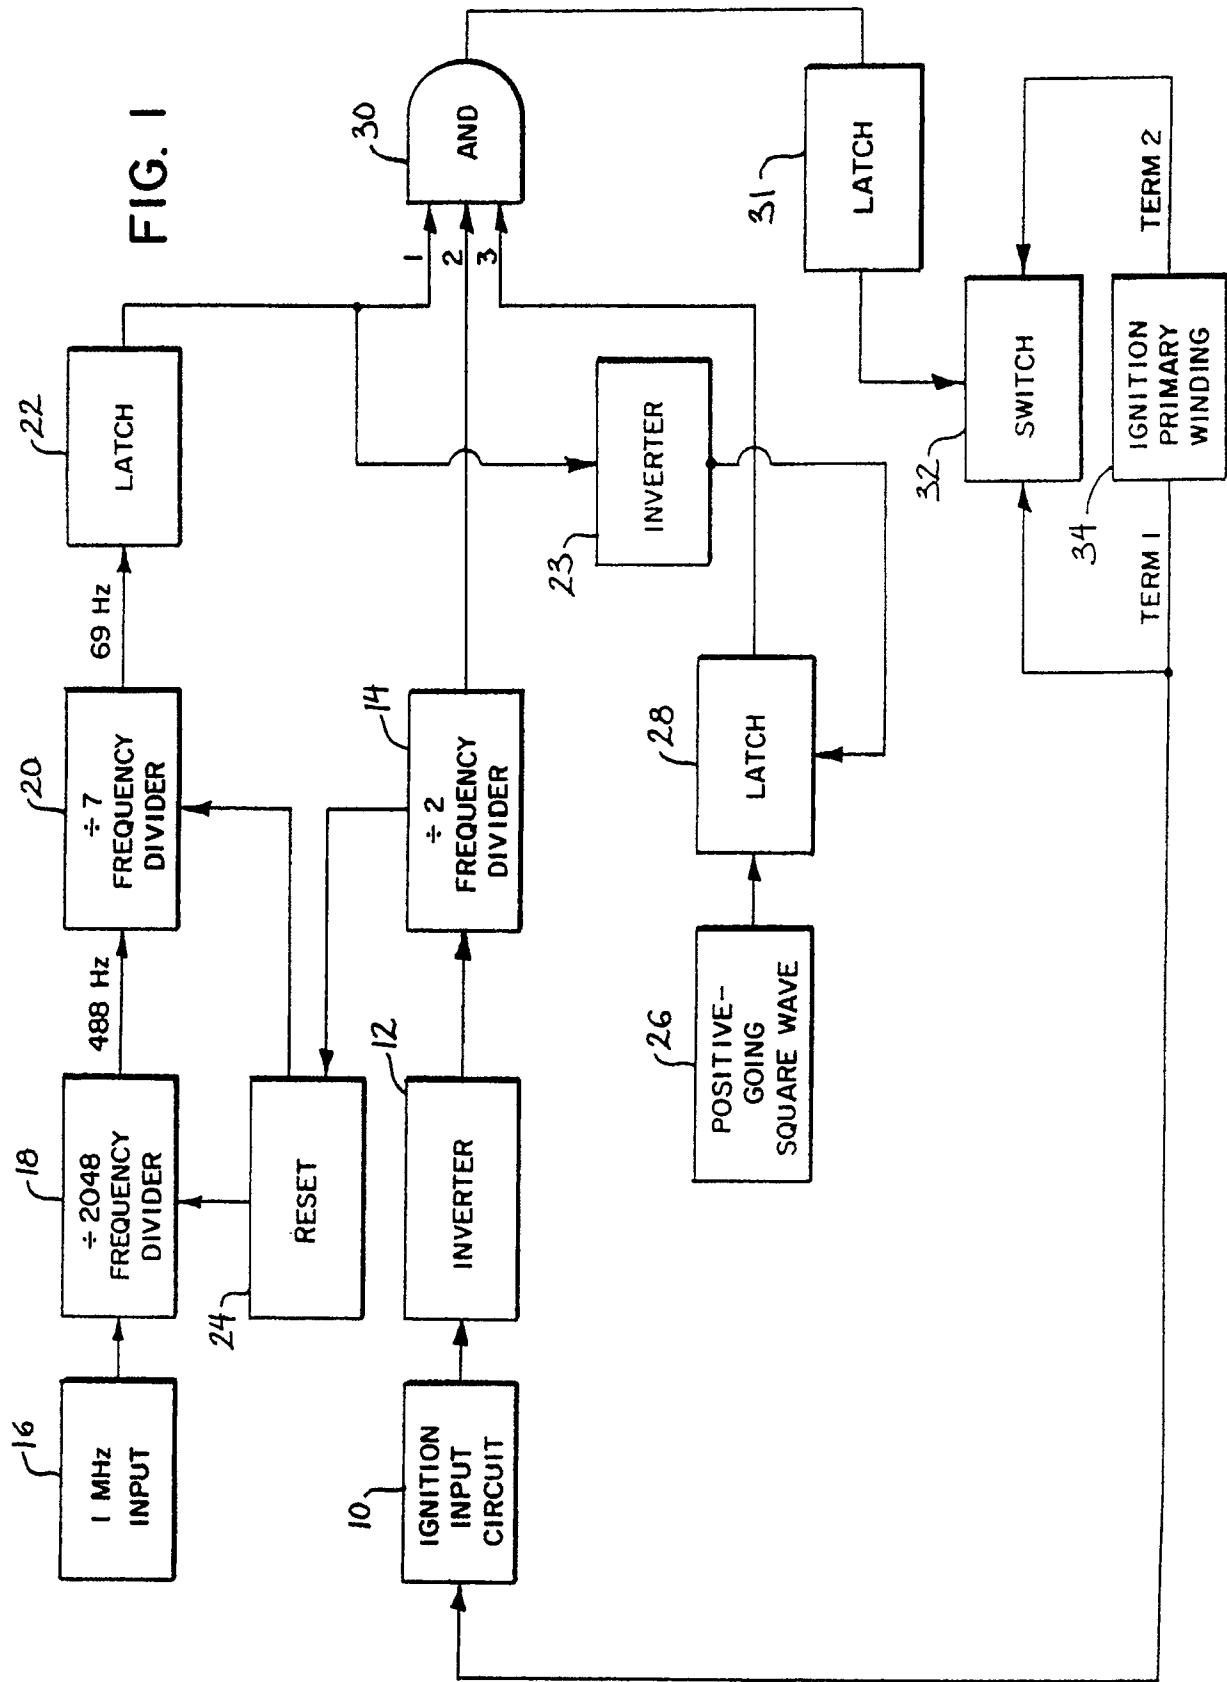 FIG. 1
16
1 MHz
INPUT
18
÷ 2048
FREQUENCY
DIVIDER
488 Hz
20
÷ 7
FREQUENCY
DIVIDER
69 Hz
22
LATCH
24
RESET
10
IGNITION
INPUT
CIRCUIT
12
INVERTER
14
÷ 2
FREQUENCY
DIVIDER
1
2
3
30
AND
23
INVERTER
26
POSITIVE-
GOING
SQUARE WAVE
28
LATCH
31
LATCH
32
SWITCH
TERM 1
34
IGNITION
PRIMARY
WINDING
TERM 2